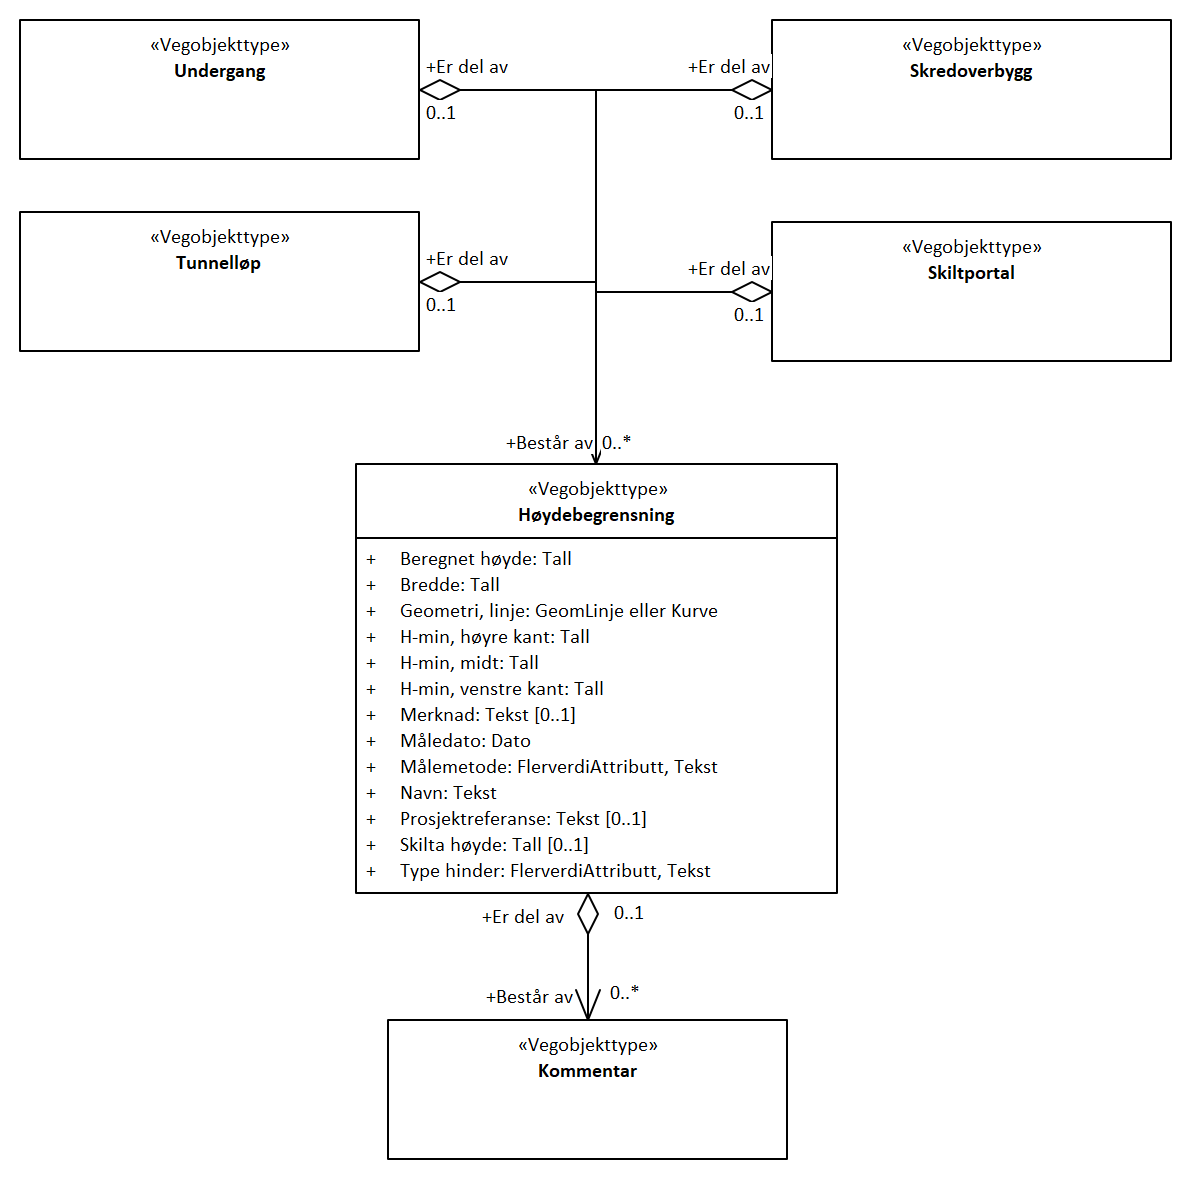 «Vegobjekttype»
Undergang
+Er del av
0..1
«Vegobjekttype»
Skredoverbygg
+Er del av
0..1
«Vegobjekttype»
Tunnelløp
+Er del av
0..1
«Vegobjekttype»
Skiltportal
+Er del av
0..1
+Består av 0..*
«Vegobjekttype»
Høydebegrensning
+ Beregnet høyde: Tall
+ Bredde: Tall
+ Geometri, linje: GeomLinje eller Kurve
+ H-min, høyre kant: Tall
+ H-min, midt: Tall
+ H-min, venstre kant: Tall
+ Merknad: Tekst [0..1]
+ Måledato: Dato
+ Målemetode: FlerverdiAttributt, Tekst
+ Navn: Tekst
+ Prosjektreferanse: Tekst [0..1]
+ Skilta høyde: Tall [0..1]
+ Type hinder: FlerverdiAttributt, Tekst
+Er del av 0..1
+Består av 0..*
«Vegobjekttype»
Kommentar